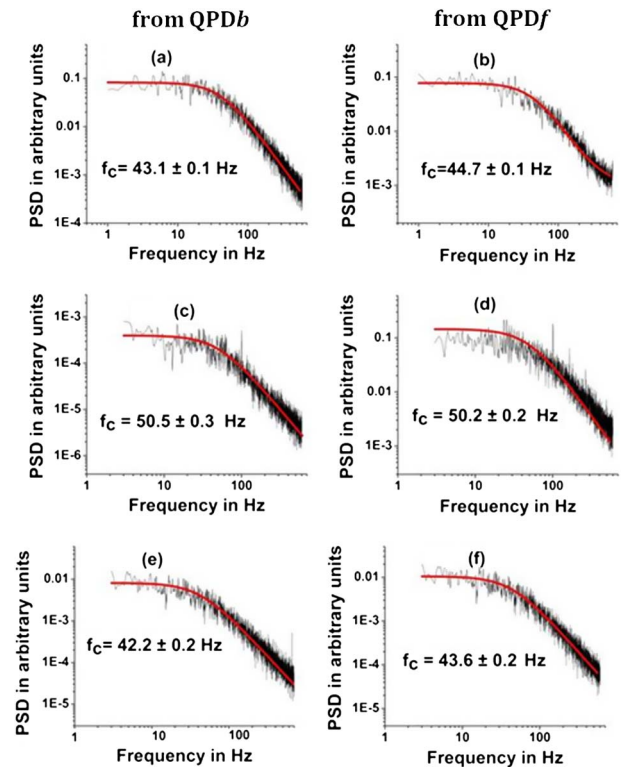 from QPDb
from QPDf
(a)
PSD in arbitrary units
0.1
0.01
1E-3
1E-4
fC= 43.1 ± 0.1 Hz
1
10
100
Frequency in Hz
(b)
PSD in arbitrary units
0.1
0.01
1E-3
fC=44.7 ± 0.1 Hz
1
10
100
Frequency in Hz
(c)
PSD in arbitrary units
1E-3
1E-4
1E-5
1E-6
fC = 50.5 ± 0.3 Hz
1
10
100
Frequency in Hz
(d)
PSD in arbitrary units
0.1
0.01
1E-3
fC = 50.2 ± 0.2 Hz
1
10
100
Frequency in Hz
(e)
PSD in arbitrary units
0.01
1E-3
1E-4
1E-5
fC = 42.2 ± 0.2 Hz
1
10
100
Frequency in Hz
(f)
PSD in arbitrary units
0.01
1E-3
1E-4
1E-5
fC = 43.6 ± 0.2 Hz
1
10
100
Frequency in Hz